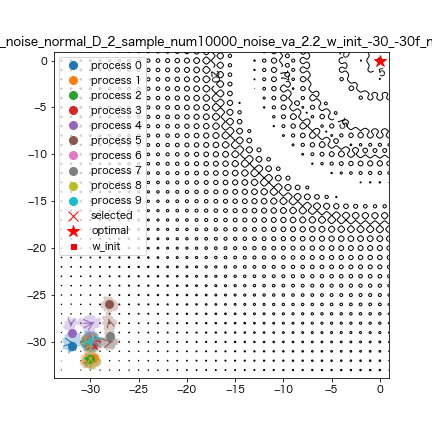 _noise_normal_D_2_sample_num10000_noise_va_2.2_w_init_-30_-30f_n
process 0
process 1
process 2
process 3
process 4
process 5
process 6
process 7
process 8
process 9
selected
optimal
w_init
0
−5
−10
−15
−20
−25
−30
−30
−25
−20
−15
−10
−5
0